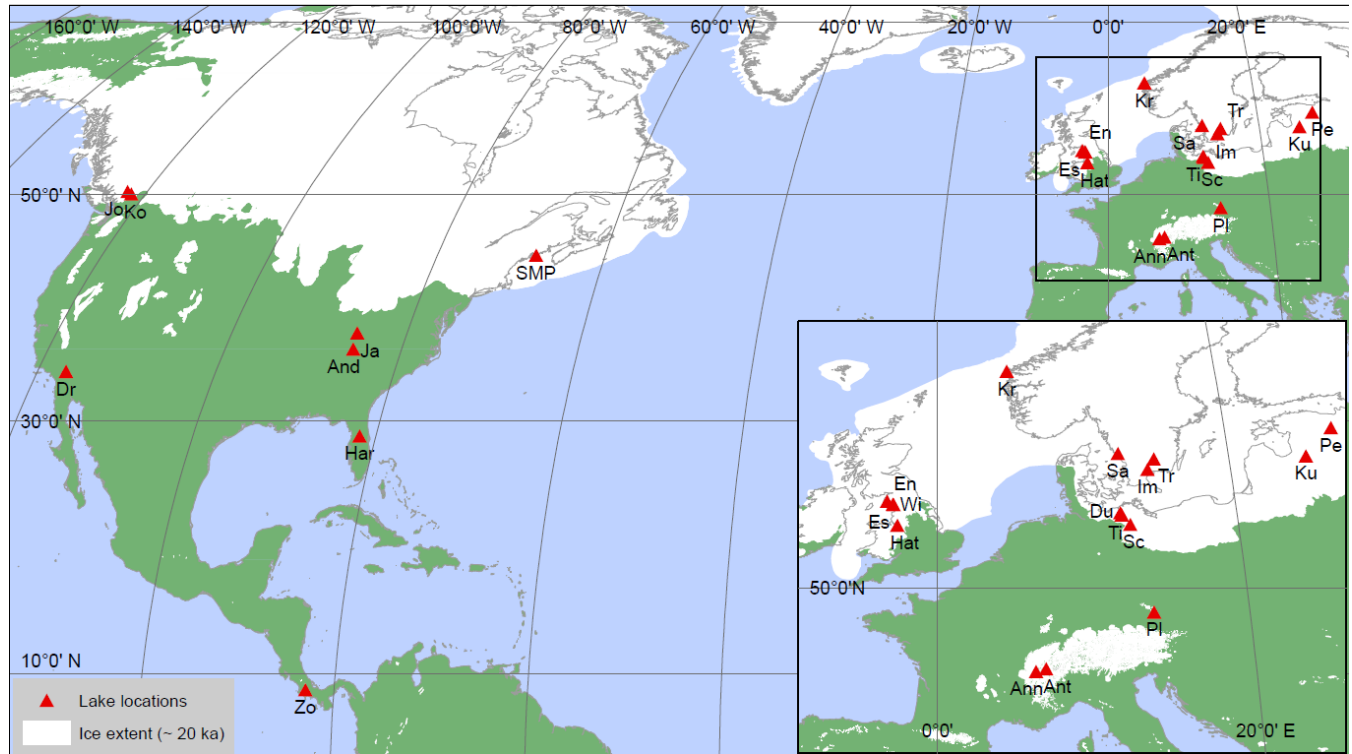 160°0' W
140°0' W
120°0' W
100°0' W
80°0' W
60°0' W
40°0' W
20°0' W
0°0'
20°0' E
Kr
Tr
En
Sa
Pe
Ku
Im
Es
Hat
Ti
Sc
50°0' N
Jo
Ko
Pl
Ann
Ant
SMP
Ja
And
Dr
30°0' N
Har
10°0' N
Zo
Lake locations
Ice extent (~ 20 ka)
Kr
Pe
Sa
Tr
Ku
Im
En
Wi
Es
Du
Hat
Ti
Sc
50°0'N
Pl
Ann
Ant
0°0'
20°0' E